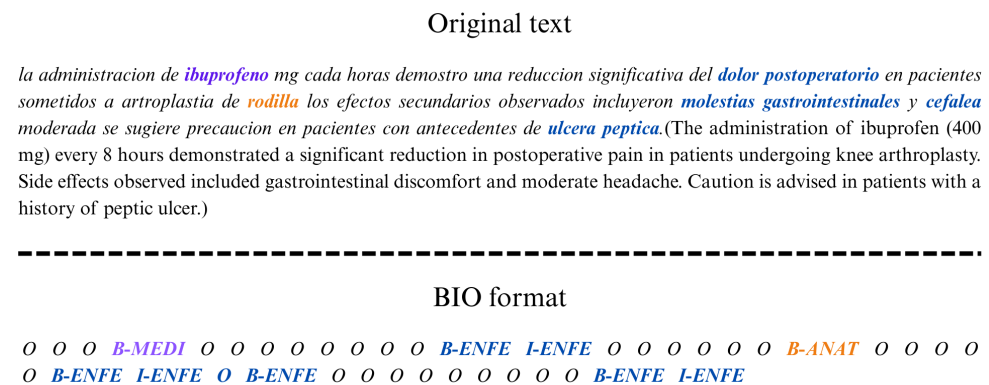 Original text
la administracion de ibuprofeno mg cada horas demostro una reduccion significativa del dolor postoperatorio en pacientes
sometidos a artroplastia de rodilla los efectos secundarios observados incluyeron molestias gastrointestinales y cefalea
moderada se sugiere precaucion en pacientes con antecedentes de ulcera peptica.(The administration of ibuprofen (400
mg) every 8 hours demonstrated a significant reduction in postoperative pain in patients undergoing knee arthroplasty.
Side effects observed included gastrointestinal discomfort and moderate headache. Caution is advised in patients with a
history of peptic ulcer.)
BIO format
O O O B-MEDI O O O O O O O O B-ENFE I-ENFE O O O O O O B-ANAT O O O O
O B-ENFE I-ENFE O B-ENFE O O O O O O O O O B-ENFE I-ENFE